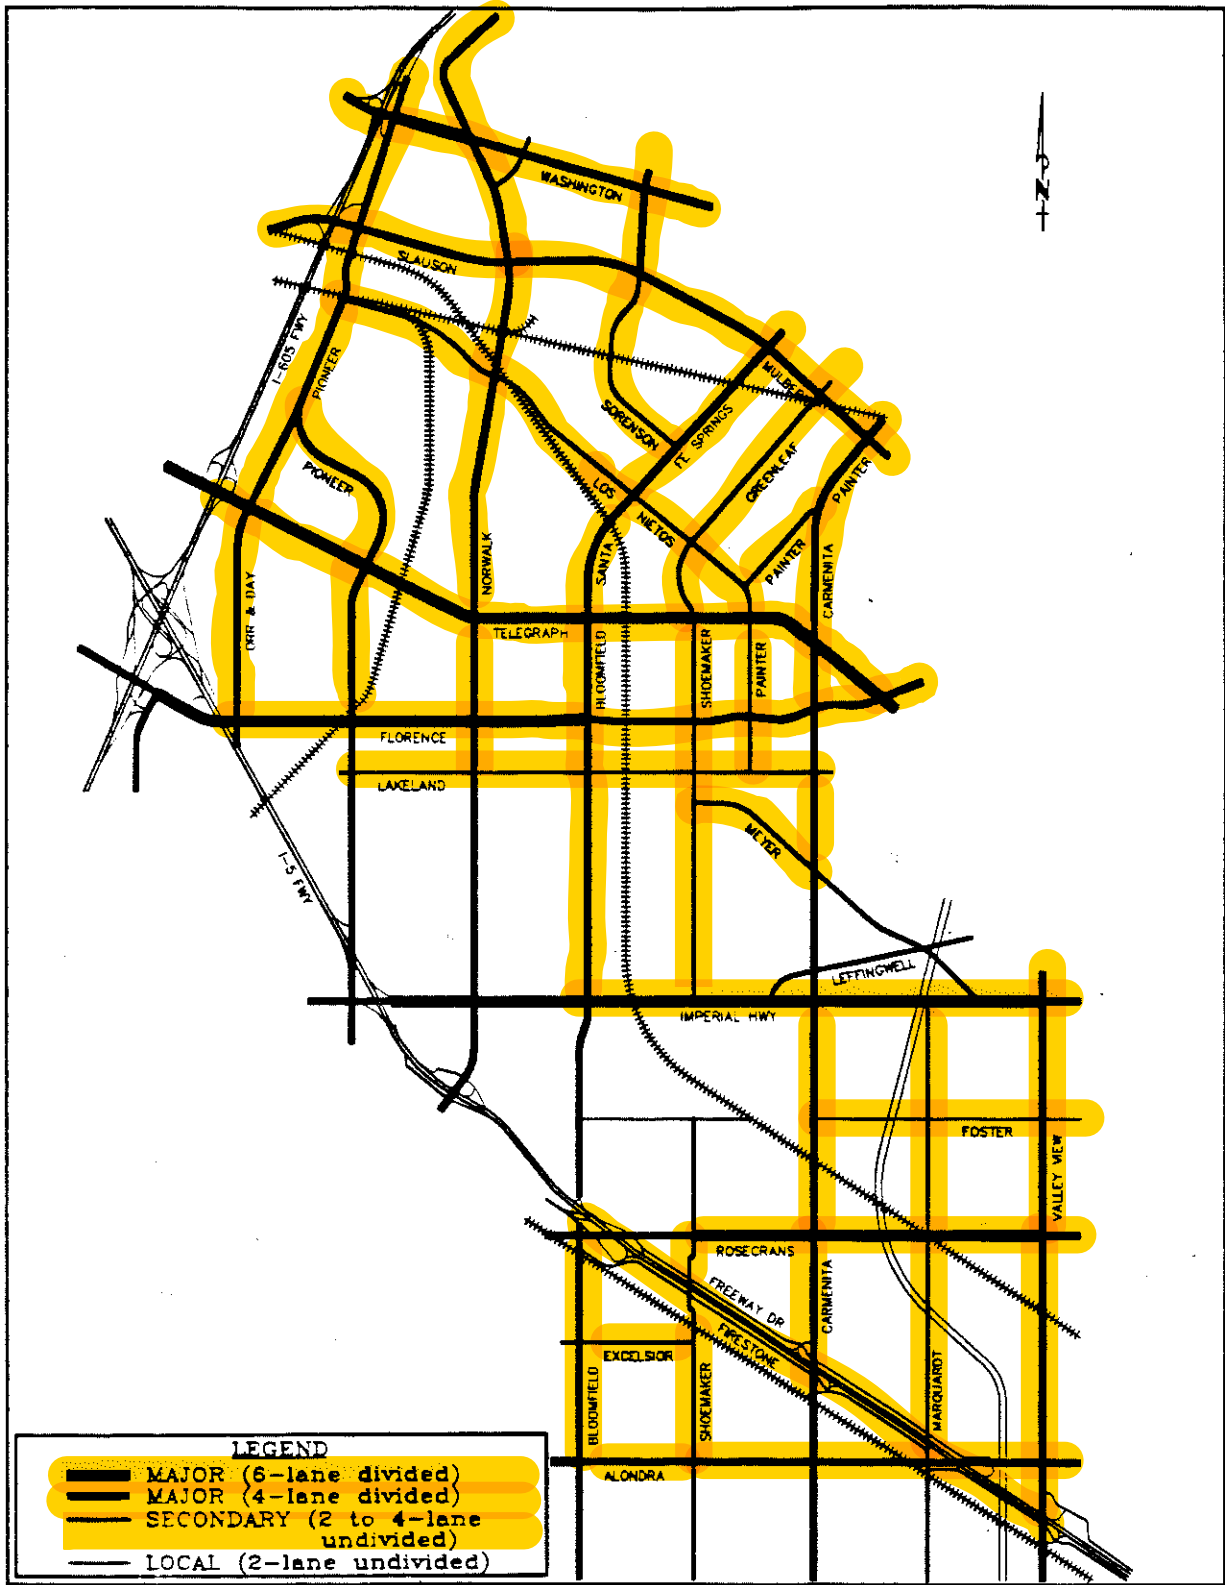 N
WASHINGTON
SLAUSON
I-605 FWY
PIONEER
MULBERRY
SORENSON
SANTA FE SPRINGS
GREENLEAF
PAINTER
PIONEER
LOS NIETOS
NORWALK
PAINTER
CARMENITA
ORR & DAY
TELEGRAPH
BLOOMFIELD
SHOEMAKER
PAINTER
FLORENCE
LAKELAND
MEYER
I-5 FWY
LEFFINGWELL
IMPERIAL HWY
FOSTER
VALLEY VIEW
ROSECRANS
FREEWAY DR
FIRESTONE
CARMENITA
EXCELSIOR
BLOOMFIELD
SHOEMAKER
MARQUARDT
ALONDRA
LEGEND
MAJOR (6-lane divided)
MAJOR (4-lane divided)
SECONDARY (2 to 4-lane
undivided)
LOCAL (2-lane undivided)